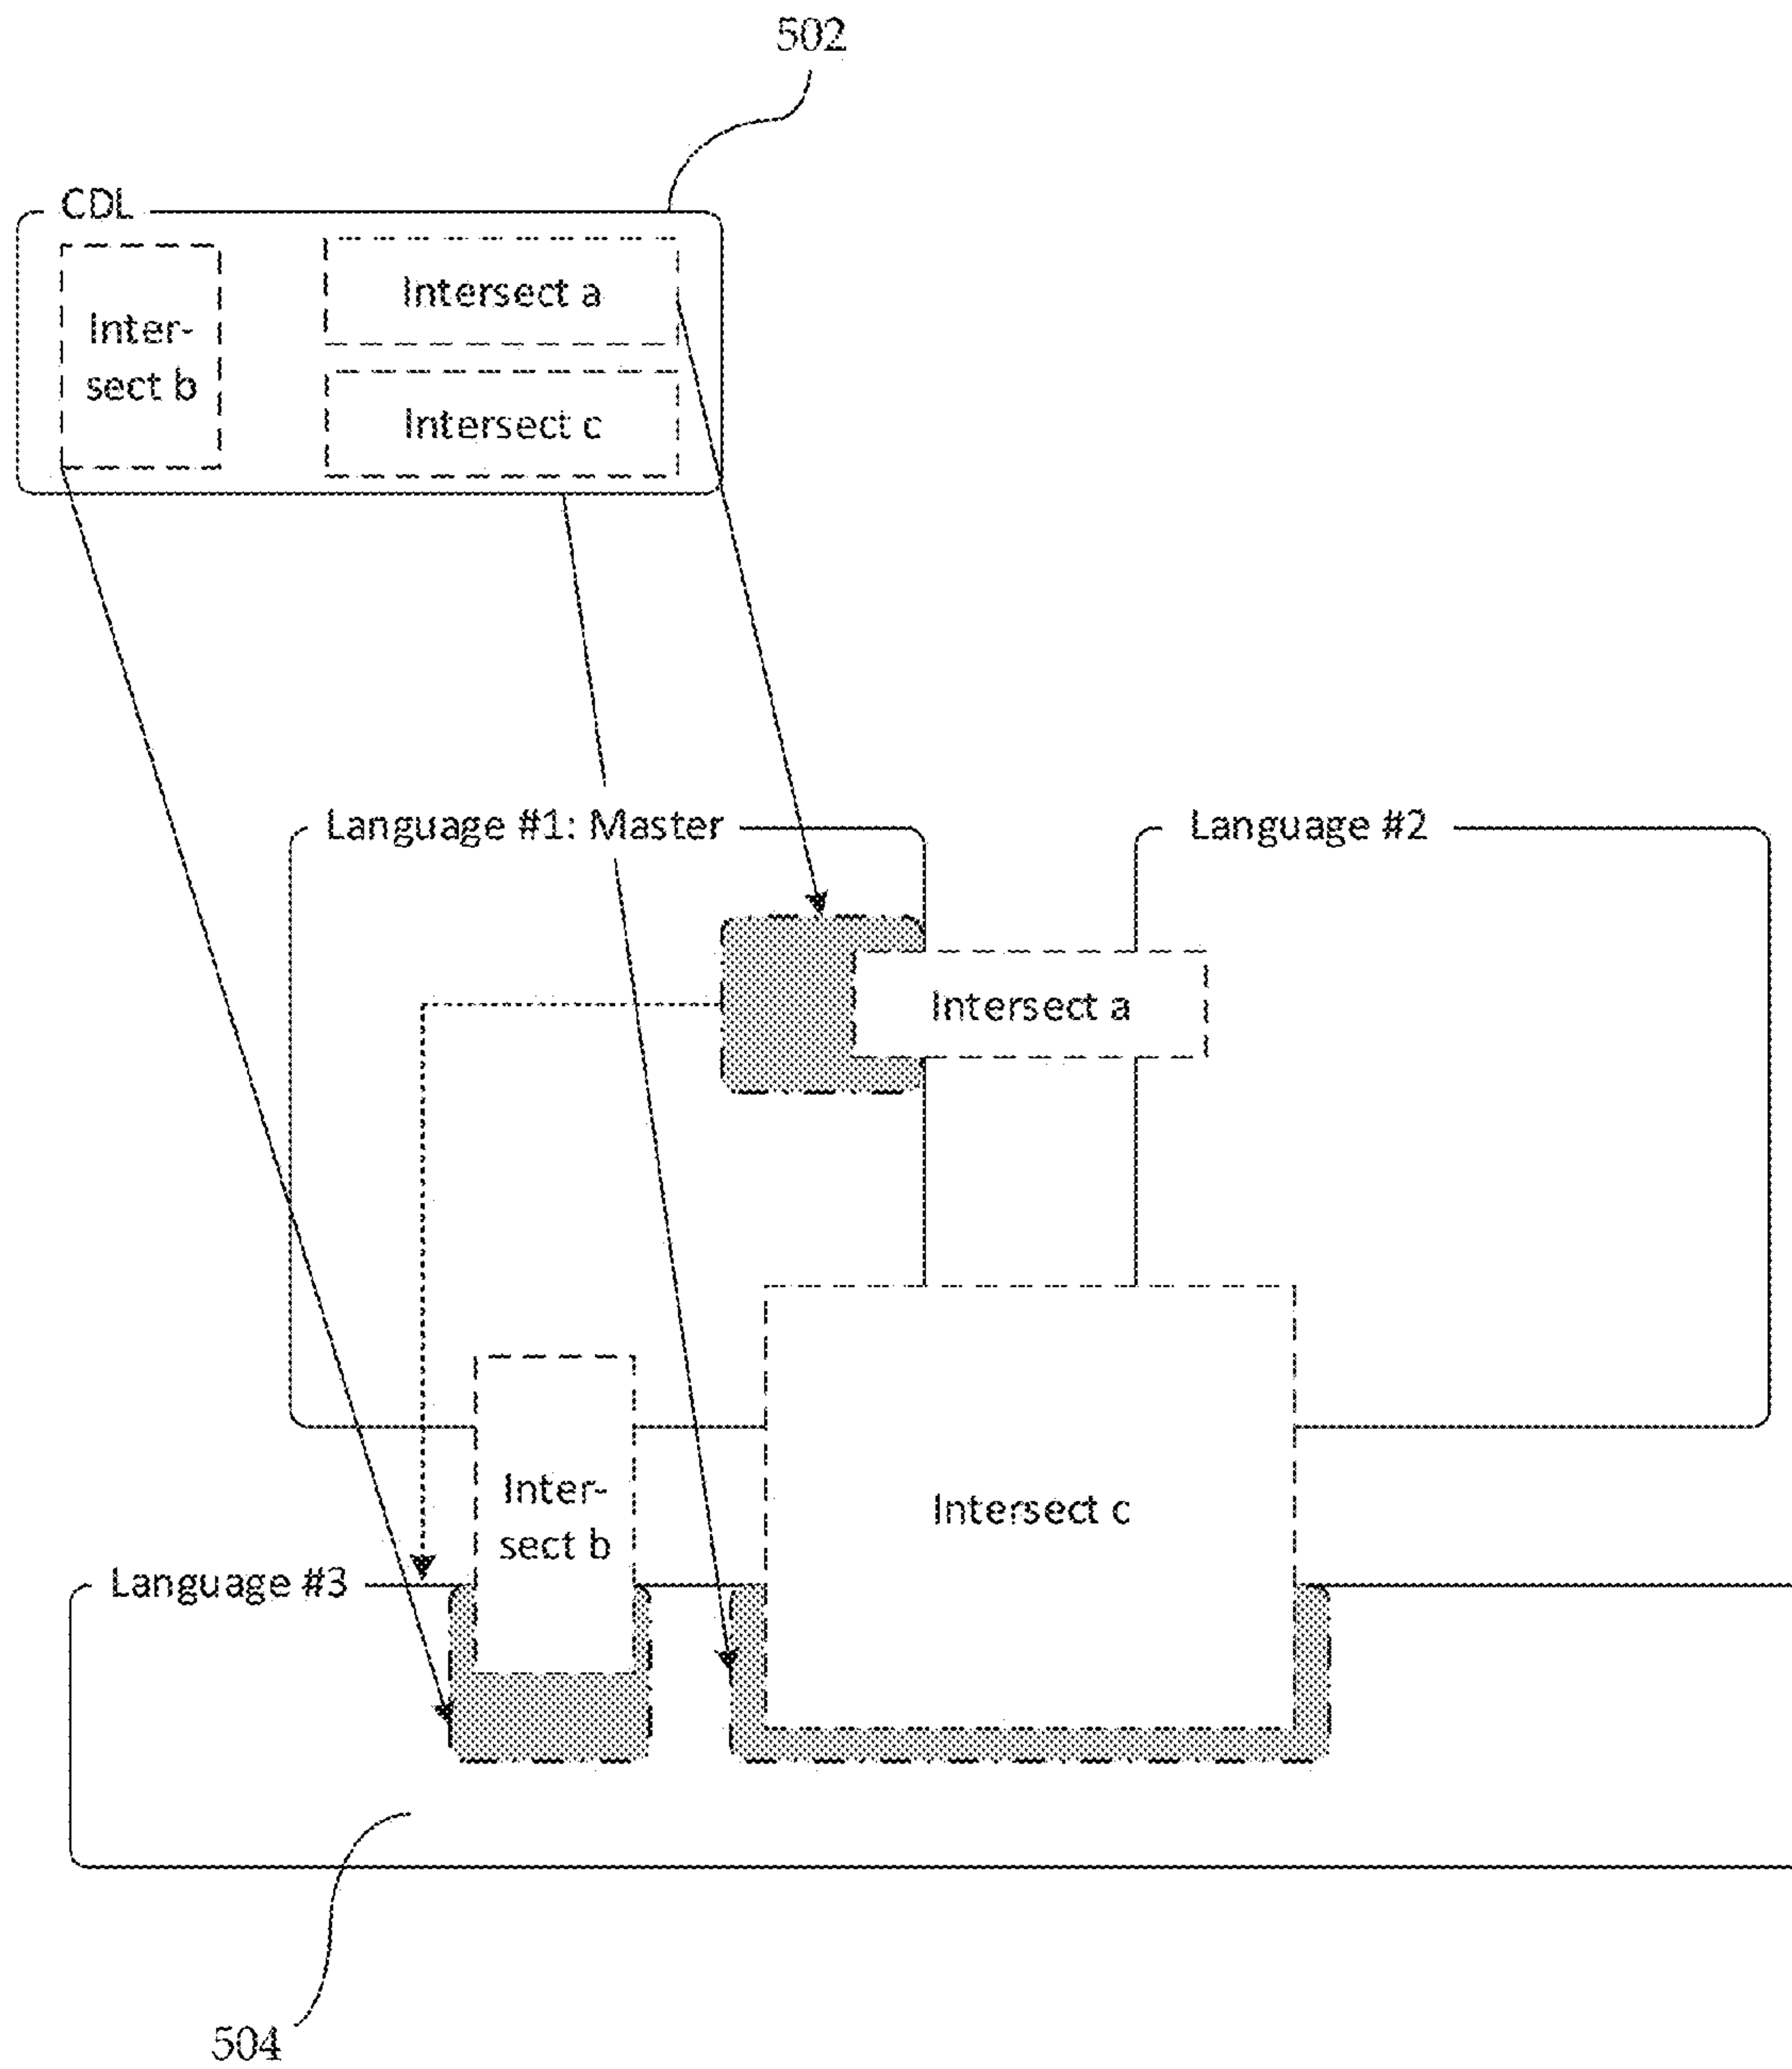 502
CDL
Inter-
sect b
Intersect a
Intersect c
Language #1: Master
Language #2
Intersect a
Inter-
sect b
Intersect c
Language #3
504